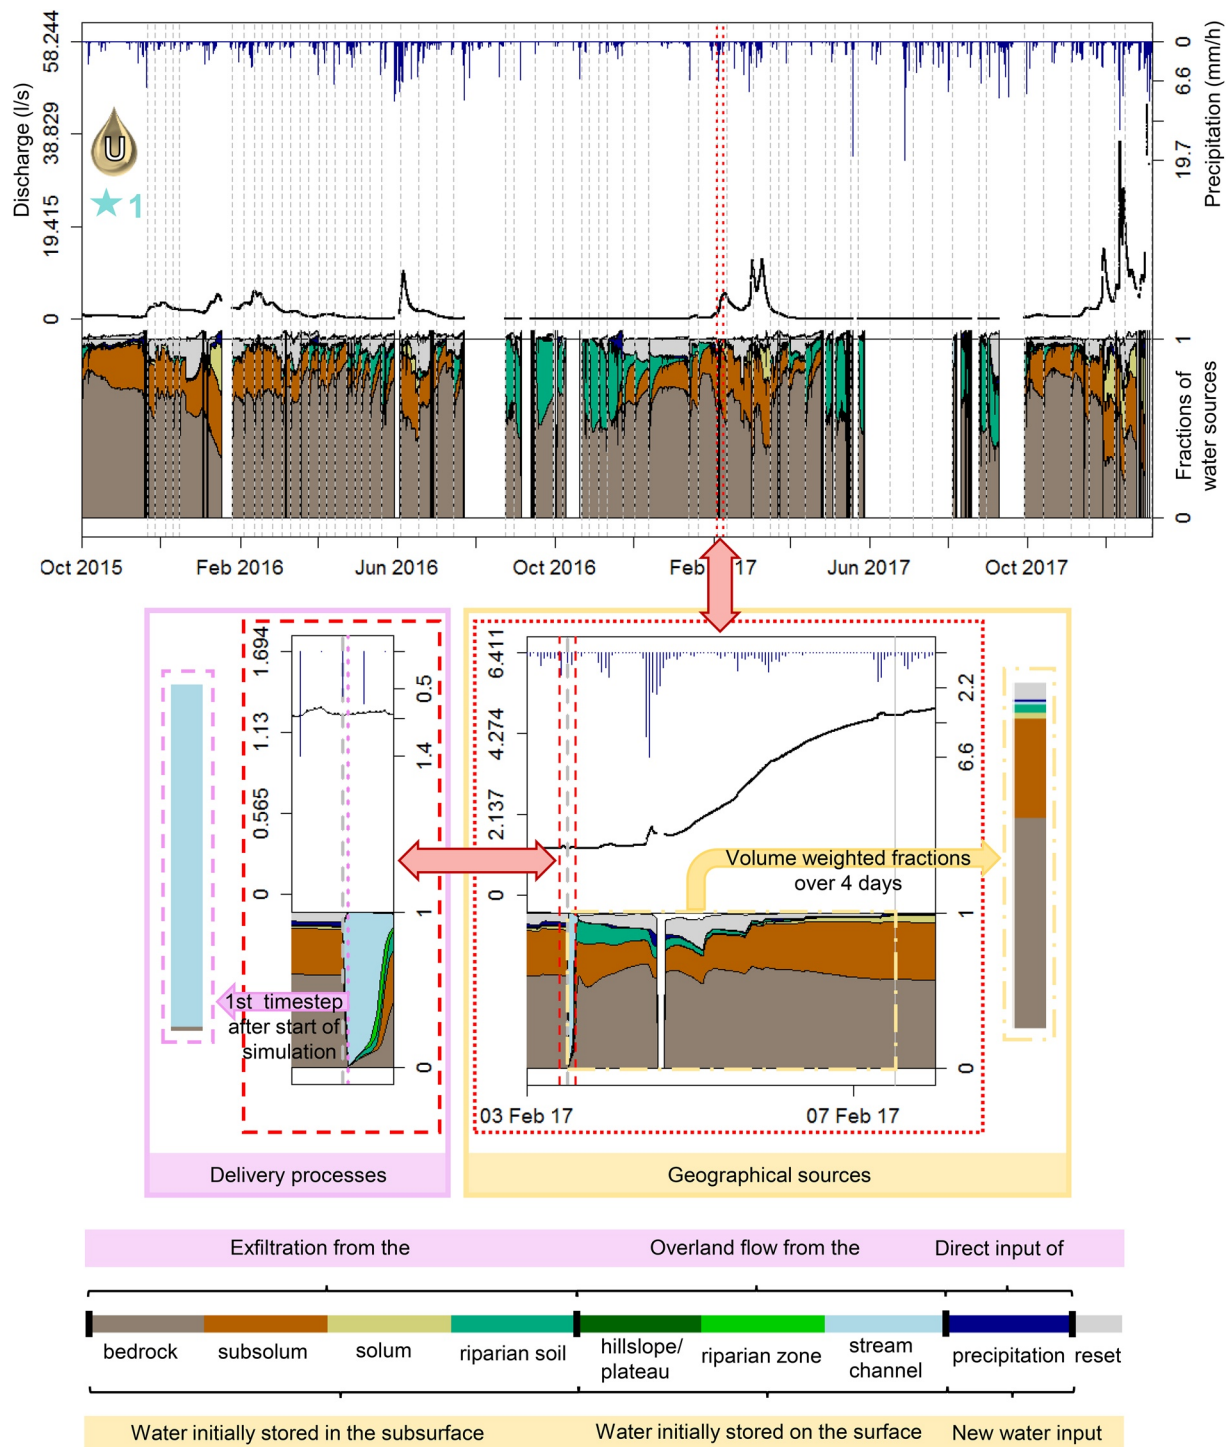 Discharge (l/s)
58.244
38.829
19.415
0
Precipitation (mm/h)
0
6.6
19.7
U
1
Fractions of
water sources
1
0
Oct 2015
Feb 2016
Jun 2016
Oct 2016
Feb 2017
Jun 2017
Oct 2017
1.694
1.13
0.565
0
0.5
1.4
1
0
1st timestep
after start of
simulation
Delivery processes
6.411
4.274
2.137
0
2.2
6.6
Volume weighted fractions
over 4 days
1
0
03 Feb 17
07 Feb 17
Geographical sources
Exfiltration from the
Overland flow from the
Direct input of
bedrock
subsolum
solum
riparian soil
hillslope/
plateau
riparian zone
stream
channel
precipitation
reset
Water initially stored in the subsurface
Water initially stored on the surface
New water input